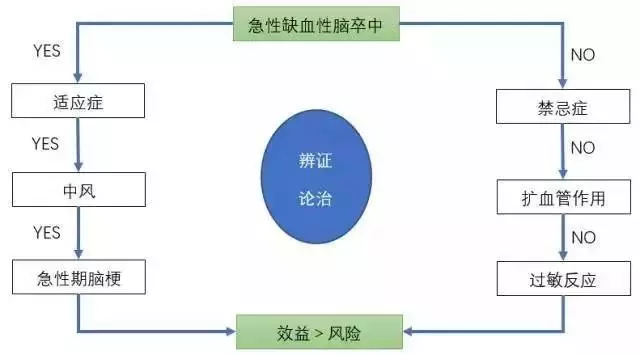 急性缺血性脑卒中
YES
NO
适应症
禁忌症
YES
NO
辨证
论治
中风
扩血管作用
YES
NO
急性期脑梗
过敏反应
效益 > 风险